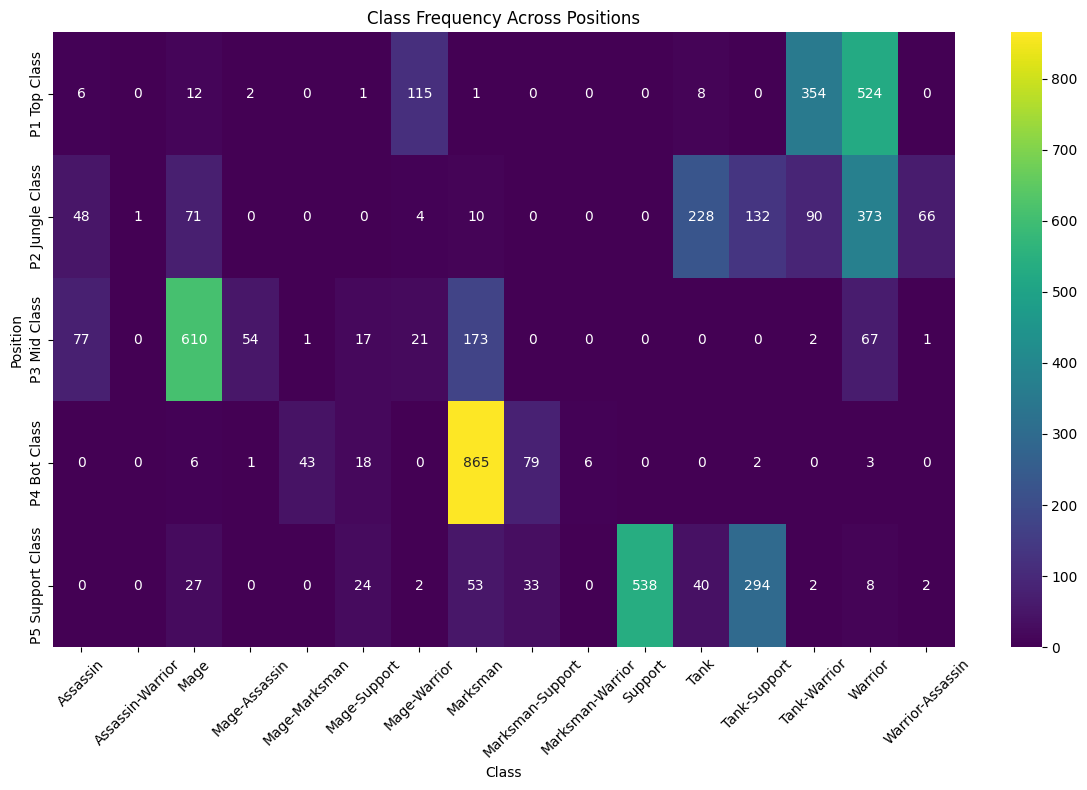 Class Frequency Across Positions
Position
P1 Top Class
6 0 12 2 0 1 115 1 0 0 0 8 0 354 524 0
P2 Jungle Class
48 1 71 0 0 0 4 10 0 0 0 228 132 90 373 66
P3 Mid Class
77 0 610 54 1 17 21 173 0 0 0 0 0 2 67 1
P4 Bot Class
0 0 6 1 43 18 0 865 79 6 0 0 2 0 3 0
P5 Support Class
0 0 27 0 0 24 2 53 33 0 538 40 294 2 8 2
Assassin
Assassin-Warrior
Mage
Mage-Assassin
Mage-Marksman
Mage-Support
Mage-Warrior
Marksman
Marksman-Support
Marksman-Warrior
Support
Tank
Tank-Support
Tank-Warrior
Warrior
Warrior-Assassin
Class
800
700
600
500
400
300
200
100
0